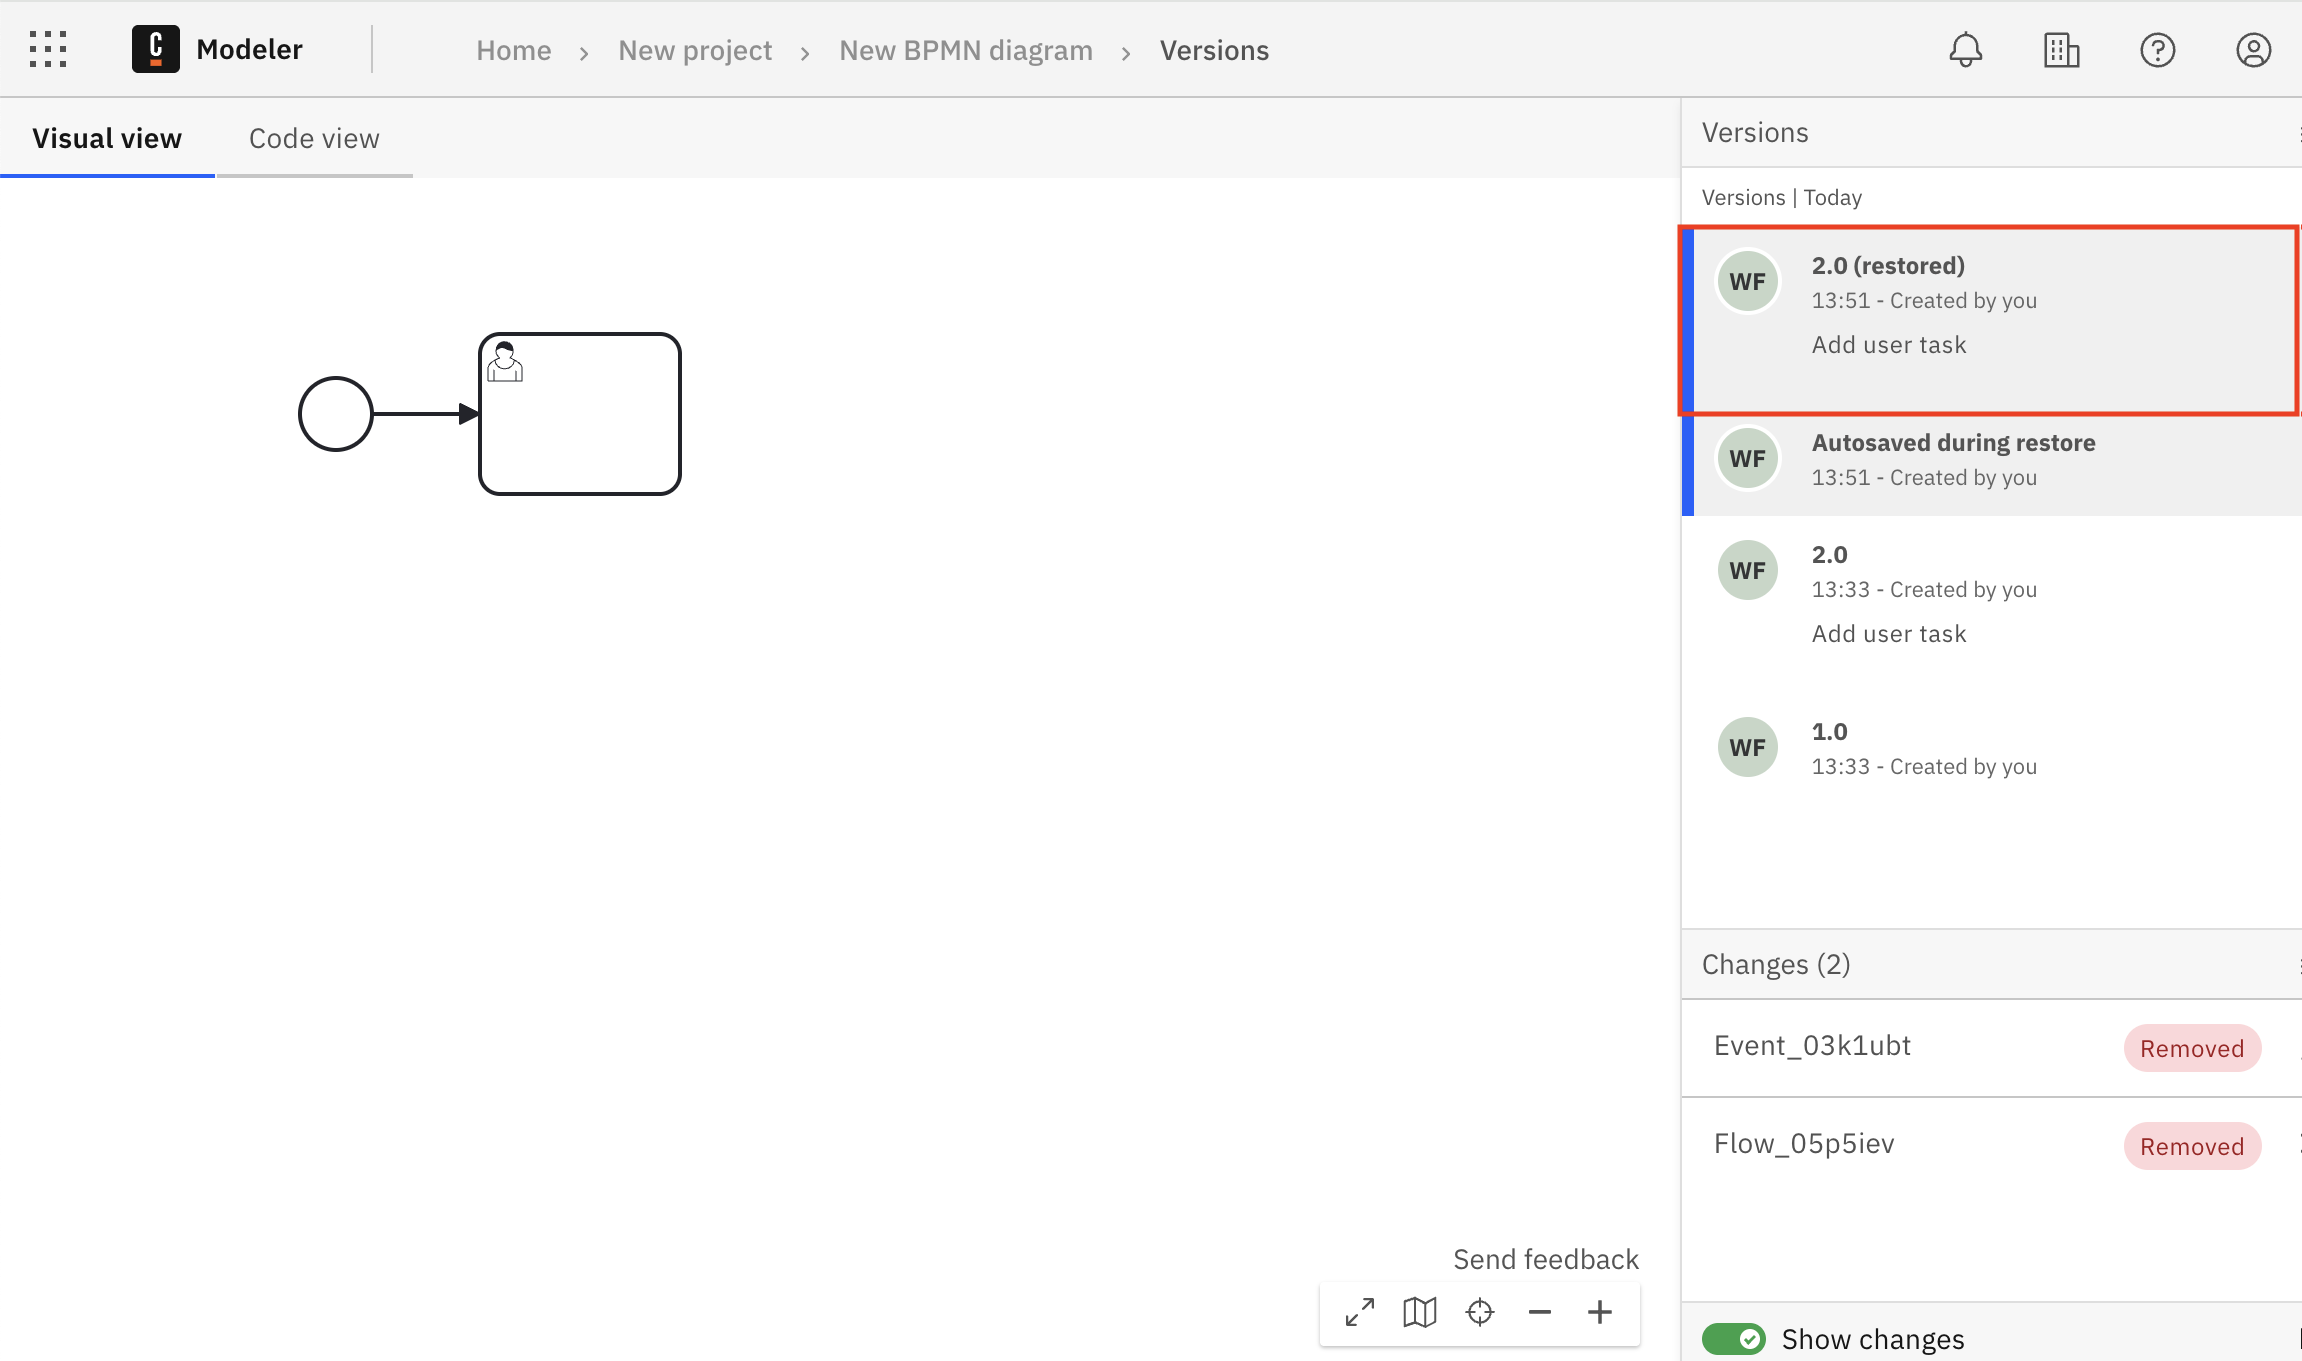 C Modeler Home › New project › New BPMN diagram › Versions
Visual view Code view
Versions
Versions | Today
WF 2.0 (restored)
13:51 - Created by you
Add user task
WF Autosaved during restore
13:51 - Created by you
WF 2.0
13:33 - Created by you
Add user task
WF 1.0
13:33 - Created by you
Changes (2)
Event_03k1ubt Removed
Flow_05p5iev Removed
Send feedback
Show changes